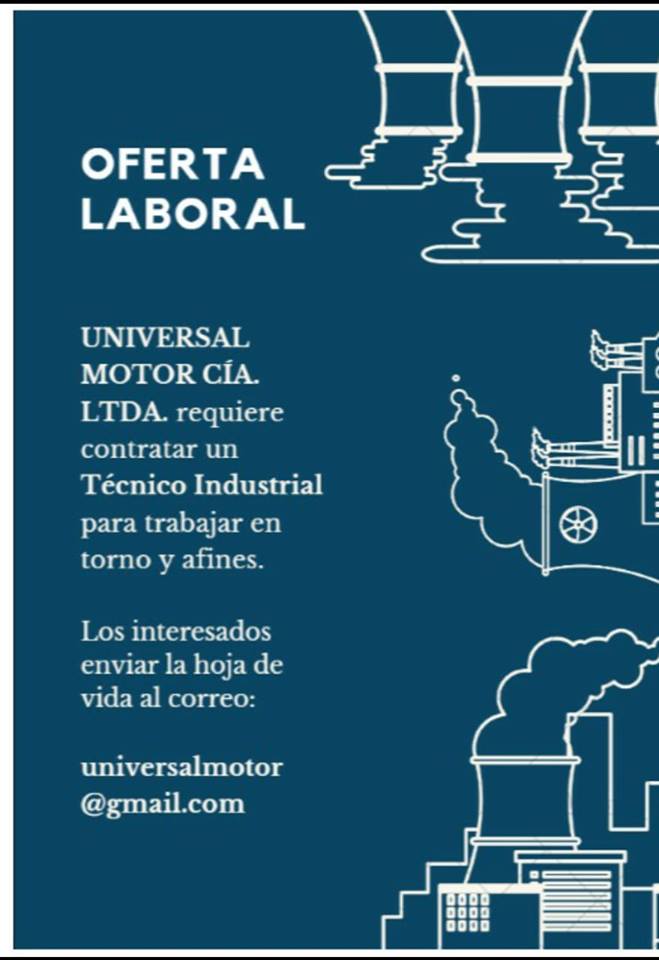 OFERTA
LABORAL
UNIVERSAL
MOTOR CÍA.
LTDA. requiere
contratar un
Técnico Industrial
para trabajar en
torno y afines.
Los interesados
enviar la hoja de
vida al correo:
universalmotor
@gmail.com